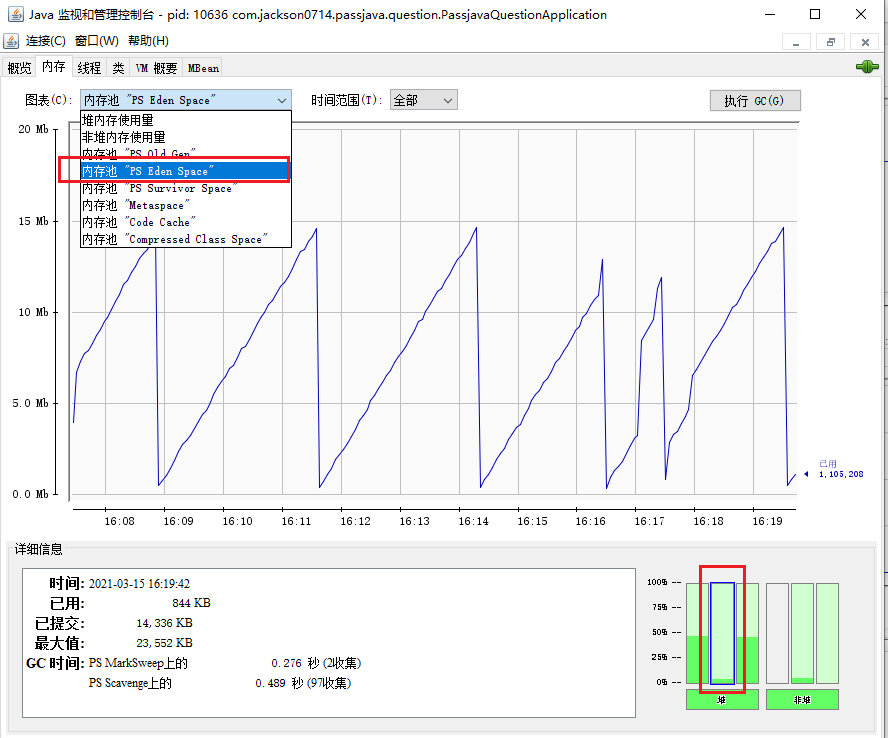 Java 监视和管理控制台 - pid: 10636 com.jackson0714.passjava.question.PassjavaQuestionApplication
连接(C) 窗口(W) 帮助(H)
概览 内存 线程 类 VM 概要 MBean
图表(C): 内存池 "PS Eden Space" 时间范围(T): 全部 执行 GC(G)
堆内存使用量
非堆内存使用量
内存池 "PS Old Gen"
内存池 "PS Eden Space"
内存池 "PS Survivor Space"
内存池 "Metaspace"
内存池 "Code Cache"
内存池 "Compressed Class Space"
20 Mb
15 Mb
10 Mb
5.0 Mb
0.0 Mb
已用
1,105,208
16:08 16:09 16:10 16:11 16:12 16:13 16:14 16:15 16:16 16:17 16:18 16:19
详细信息
时间: 2021-03-15 16:19:42
已用: 844 KB
已提交: 14,336 KB
最大值: 23,552 KB
GC 时间: PS MarkSweep上的 0.276 秒 (2收集)
PS Scavenge上的 0.489 秒 (97收集)
100% --
75% --
50% --
25% --
0% --
堆 非堆